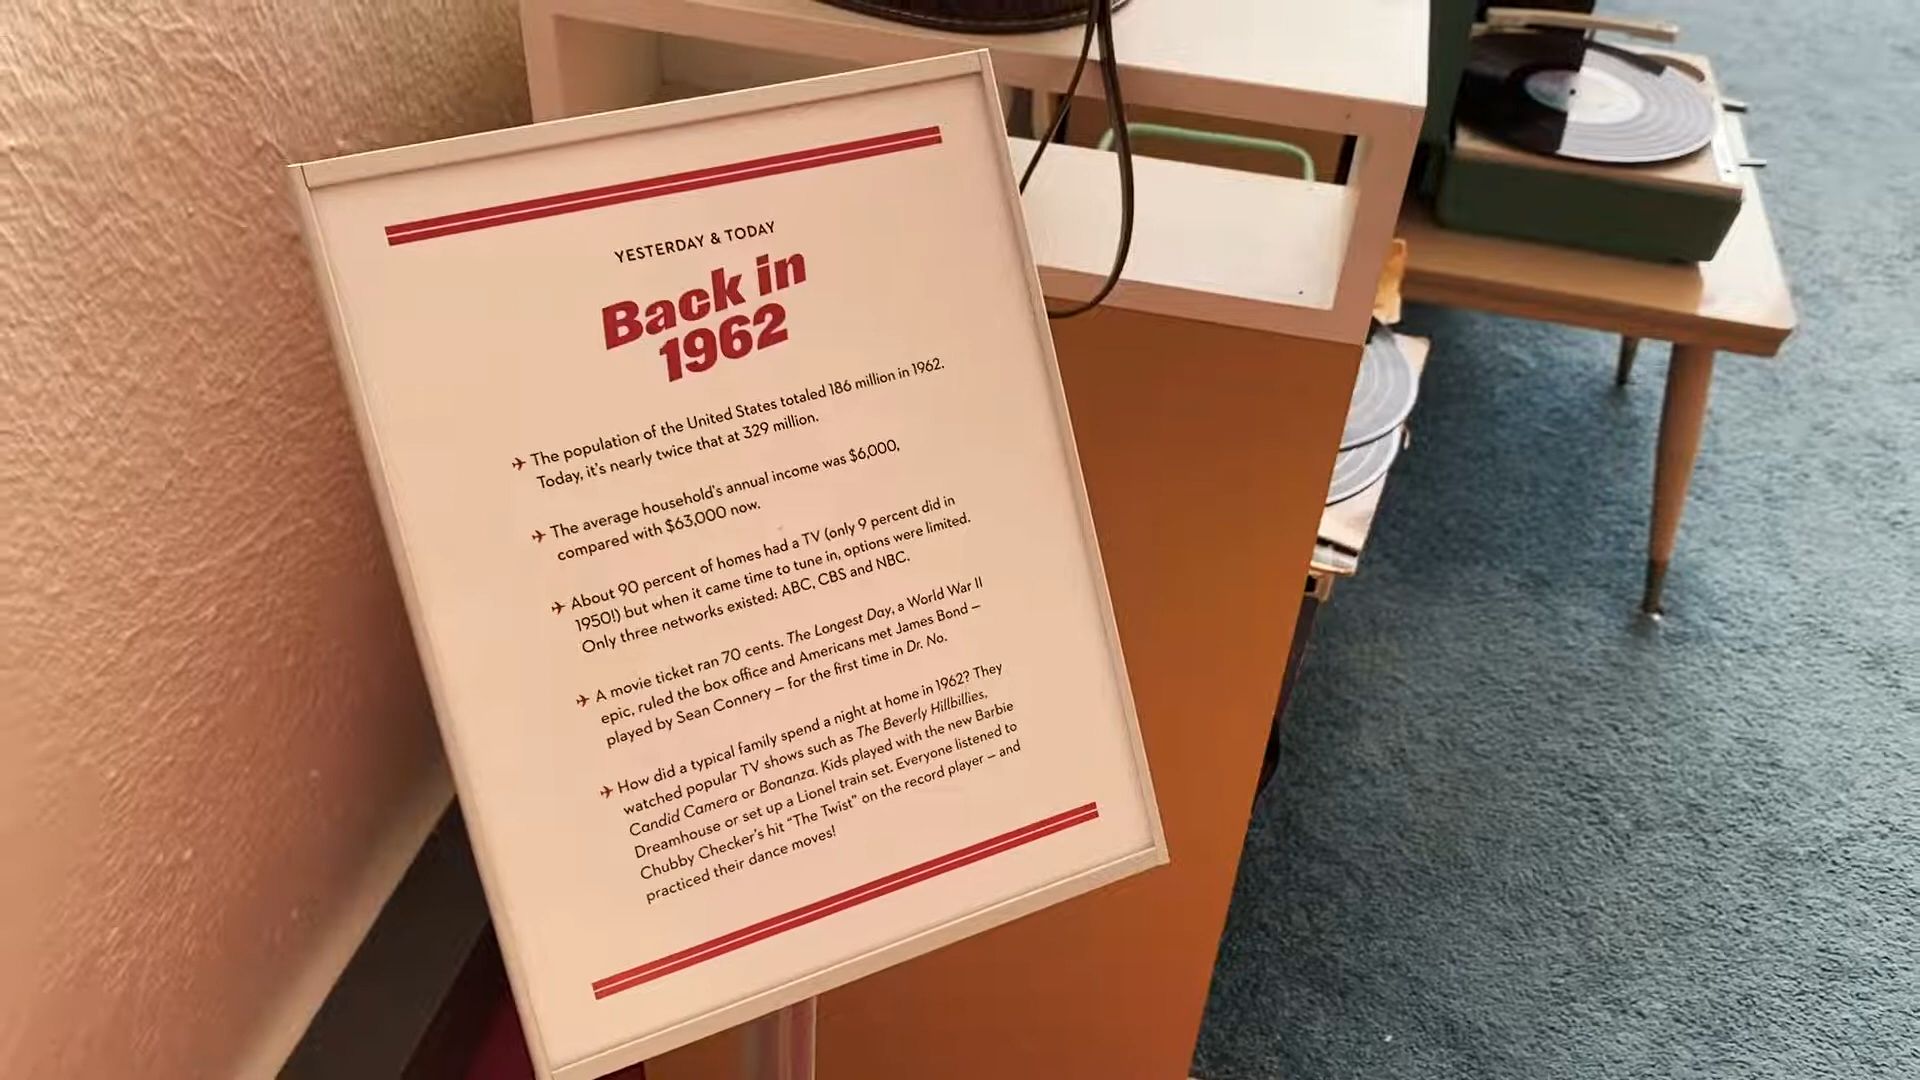 YESTERDAY & TODAY
Back in
1962
The population of the United States totaled 186 million in 1962.
Today, it's nearly twice that at 329 million.
The average household's annual income was $6,000,
compared with $63,000 now.
About 90 percent of homes had a TV (only 9 percent did in
1950!) but when it came time to tune in, options were limited.
Only three networks existed: ABC, CBS and NBC.
A movie ticket ran 70 cents. The Longest Day, a World War II
epic, ruled the box office and Americans met James Bond –
played by Sean Connery – for the first time in Dr. No.
How did a typical family spend a night at home in 1962? They
watched popular TV shows such as The Beverly Hillbillies,
Candid Camera or Bonanza. Kids played with the new Barbie
Dreamhouse or set up a Lionel train set. Everyone listened to
Chubby Checker's hit "The Twist" on the record player – and
practiced their dance moves!